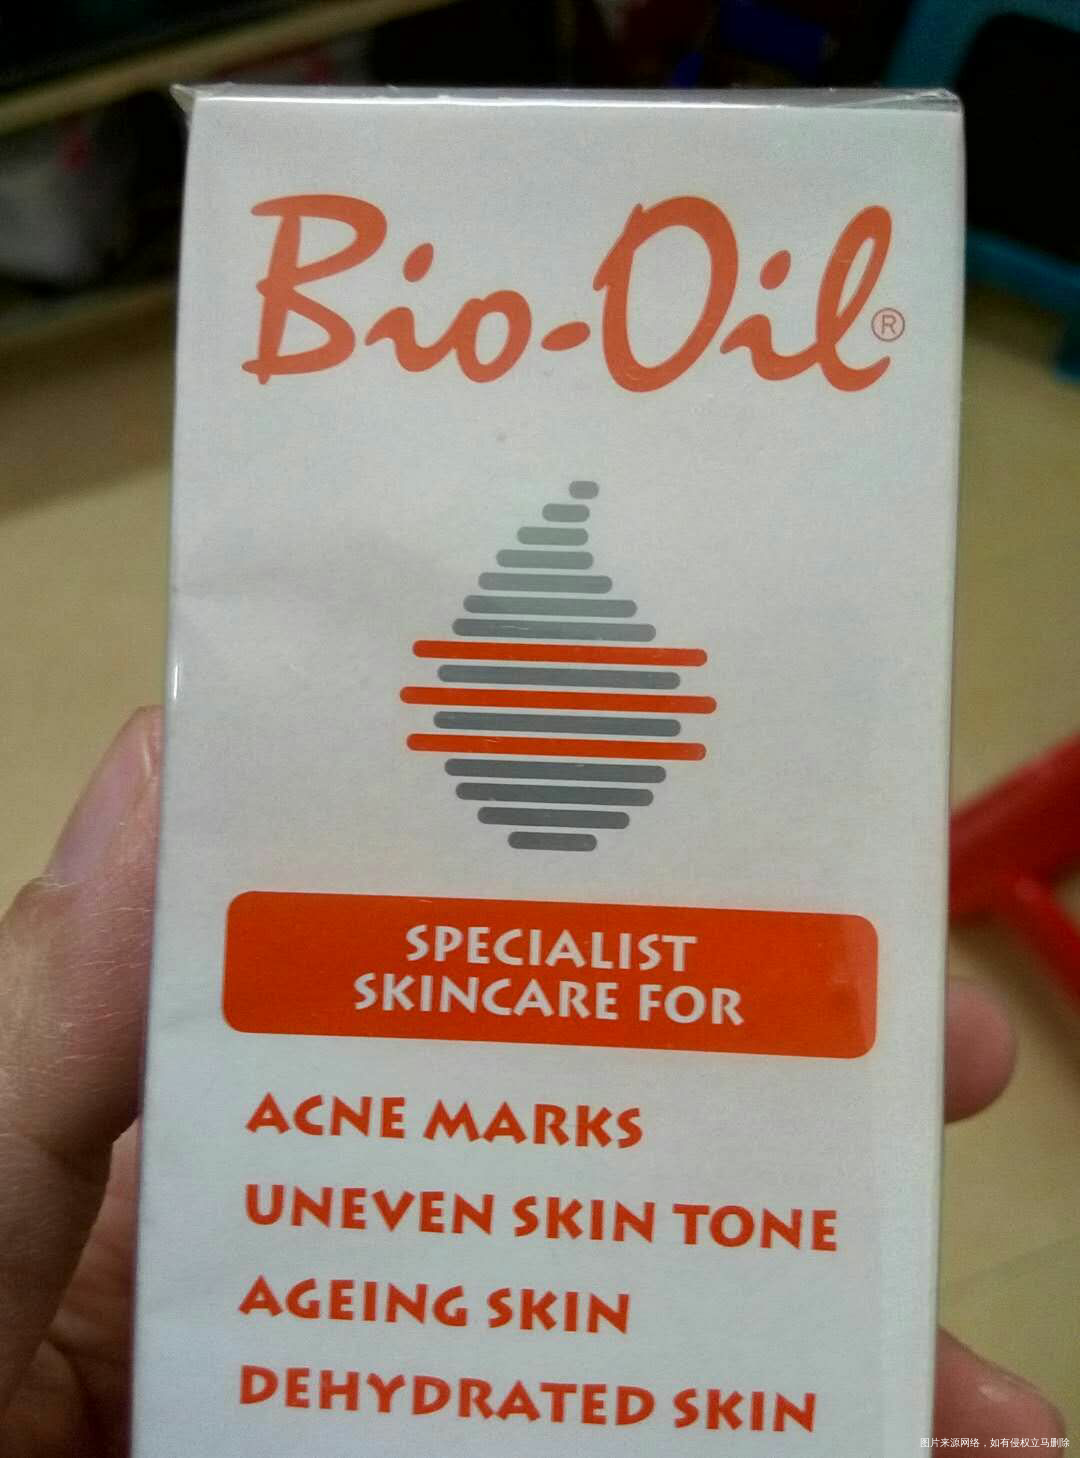 Bio-Oil®
SPECIALIST
SKINCARE FOR
ACNE MARKS
UNEVEN SKIN TONE
AGEING SKIN
DEHYDRATED SKIN
图片来源网络，如有侵权立马删除